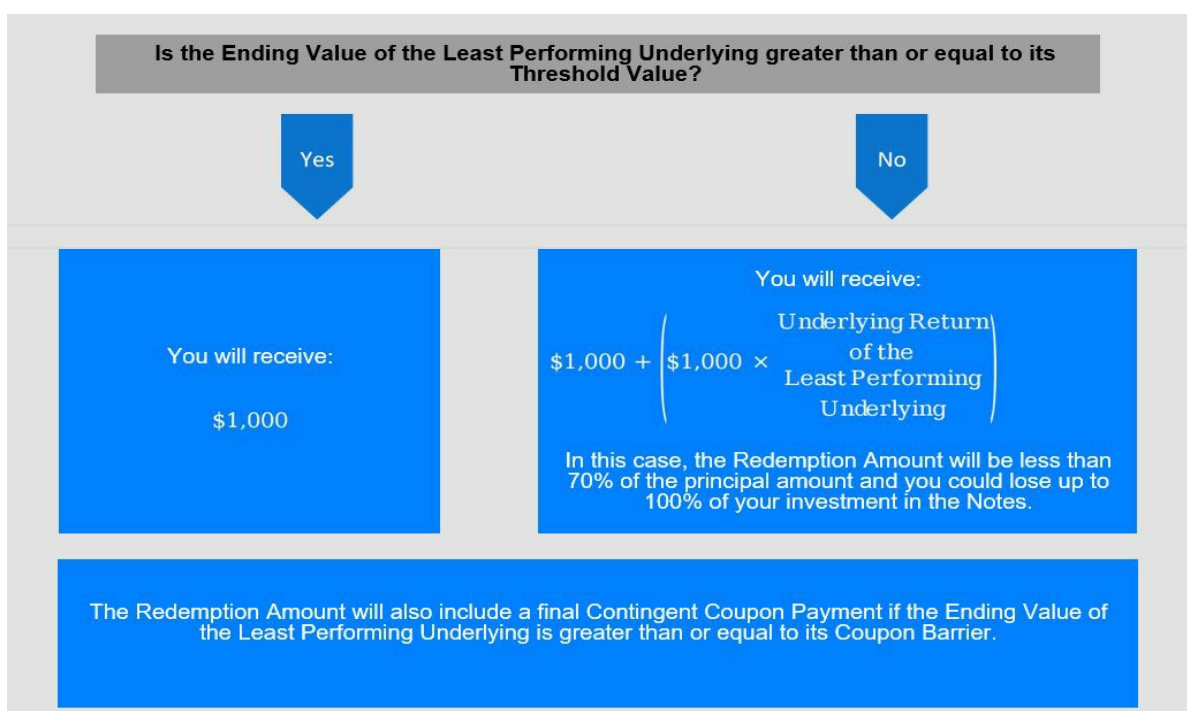 Is the Ending Value of the Least Performing Underlying greater than or equal to its
Threshold Value?
Yes
No
You will receive:
$1,000
You will receive:
$1,000 + ($1,000 × Underlying Return
of the
Least Performing
Underlying)
In this case, the Redemption Amount will be less than
70% of the principal amount and you could lose up to
100% of your investment in the Notes.
The Redemption Amount will also include a final Contingent Coupon Payment if the Ending Value of
the Least Performing Underlying is greater than or equal to its Coupon Barrier.